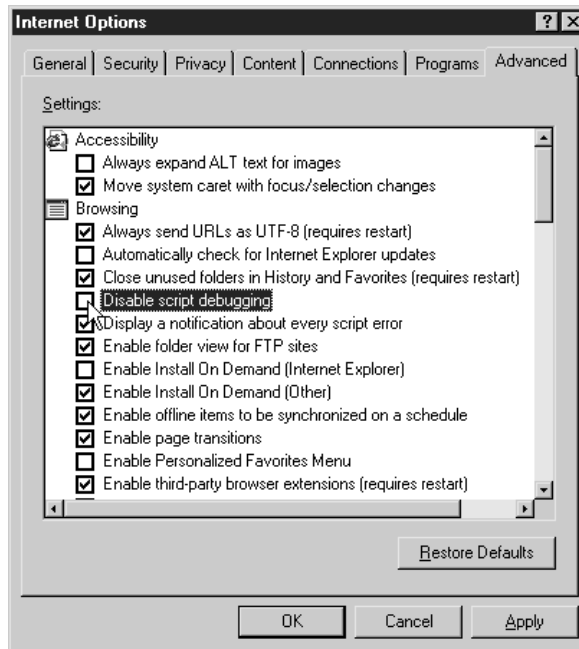 Internet Options
General Security Privacy Content Connections Programs Advanced
Settings:
Accessibility
Always expand ALT text for images
Move system caret with focus/selection changes
Browsing
Always send URLs as UTF-8 (requires restart)
Automatically check for Internet Explorer updates
Close unused folders in History and Favorites (requires restart)
Disable script debugging
Display a notification about every script error
Enable folder view for FTP sites
Enable Install On Demand (Internet Explorer)
Enable Install On Demand (Other)
Enable offline items to be synchronized on a schedule
Enable page transitions
Enable Personalized Favorites Menu
Enable third-party browser extensions (requires restart)
Restore Defaults
OK Cancel Apply